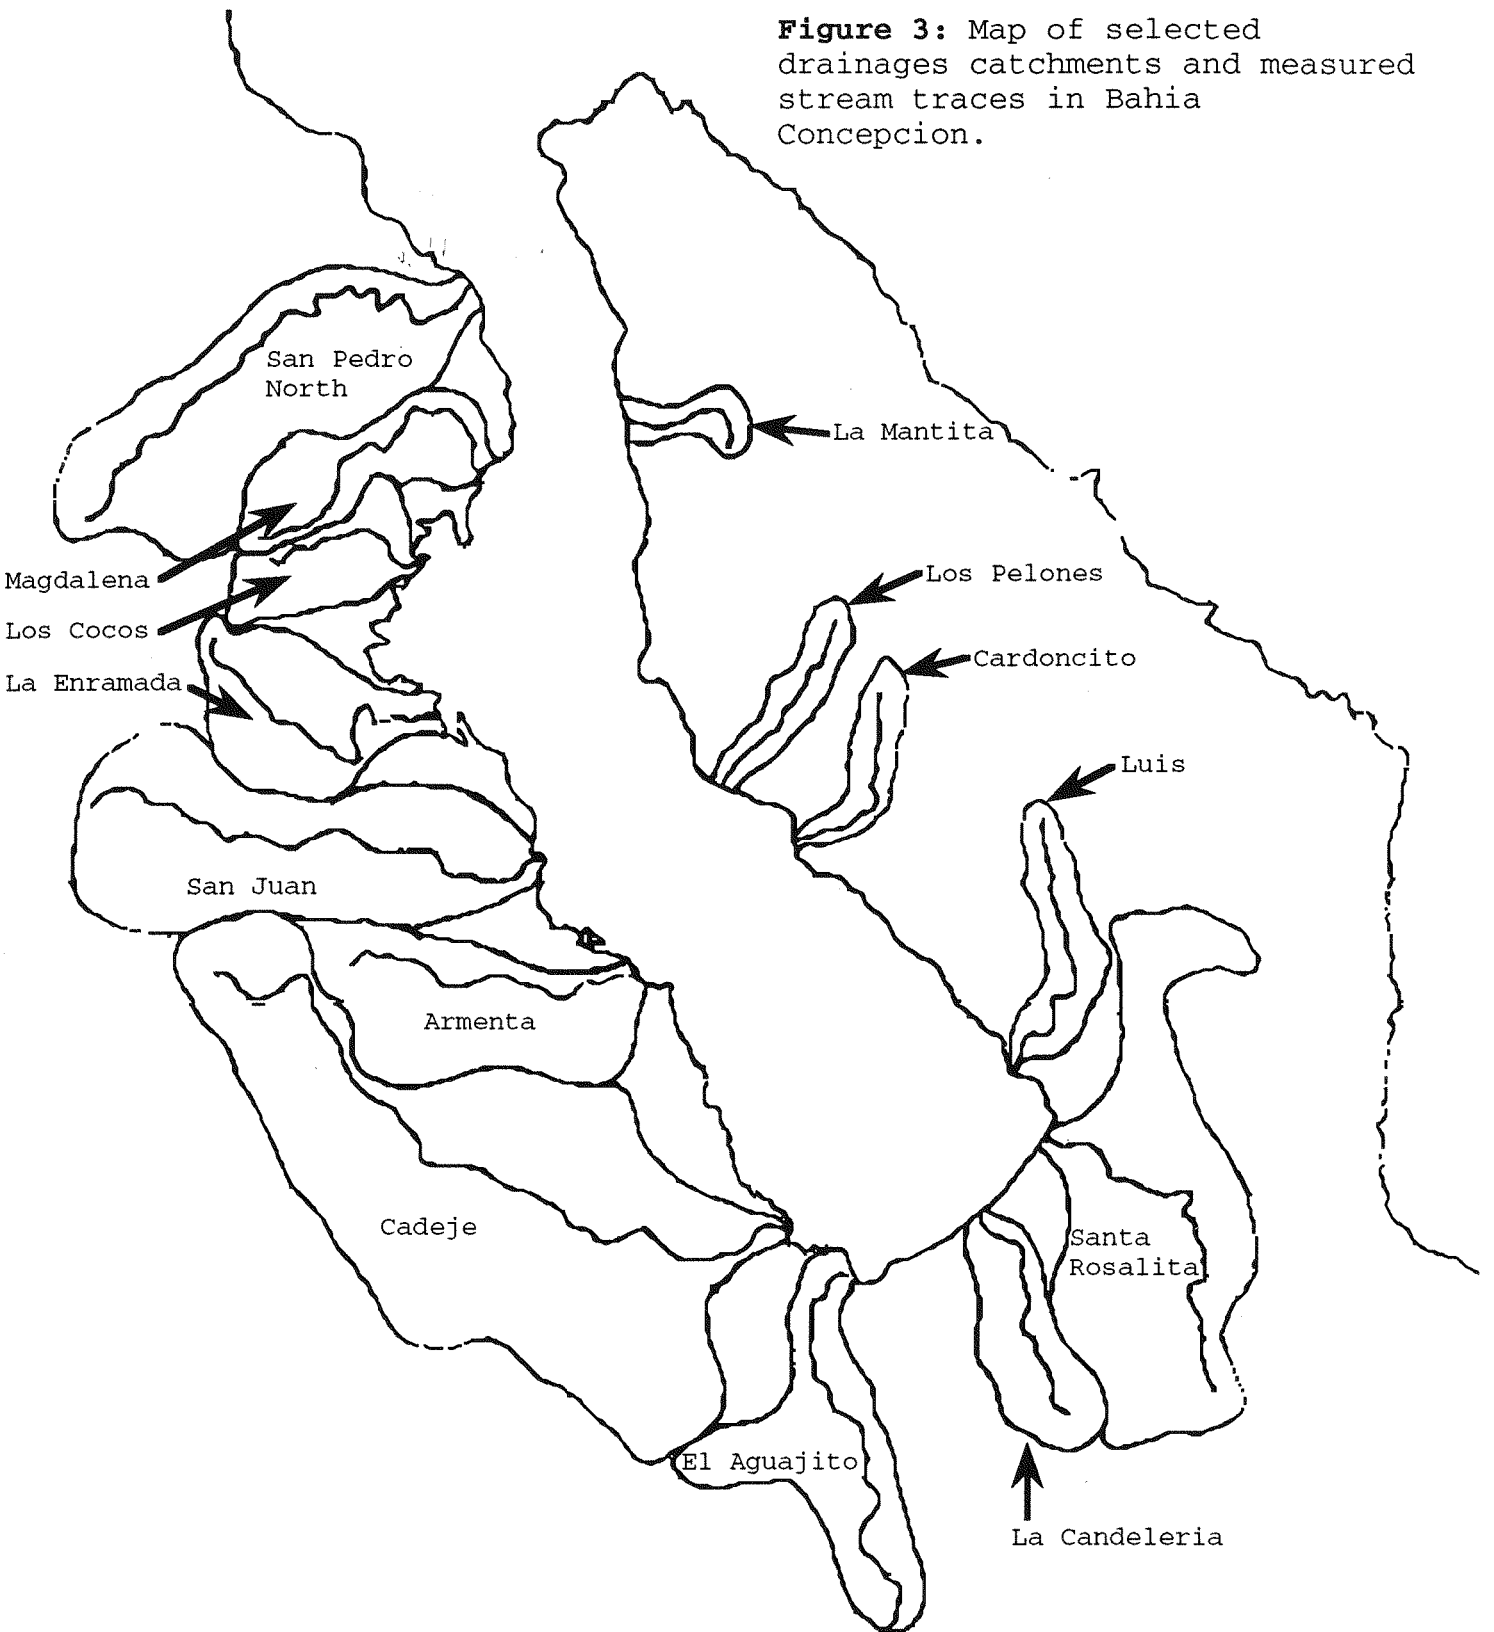 Figure 3: Map of selected
drainages catchments and measured
stream traces in Bahia
Concepcion.
San Pedro
North
La Mantita
Magdalena
Los Pelones
Los Cocos
Cardoncito
La Enramada
Luis
San Juan
Armenta
Cadeje
Santa
Rosalita
El Aguajito
La Candeleria